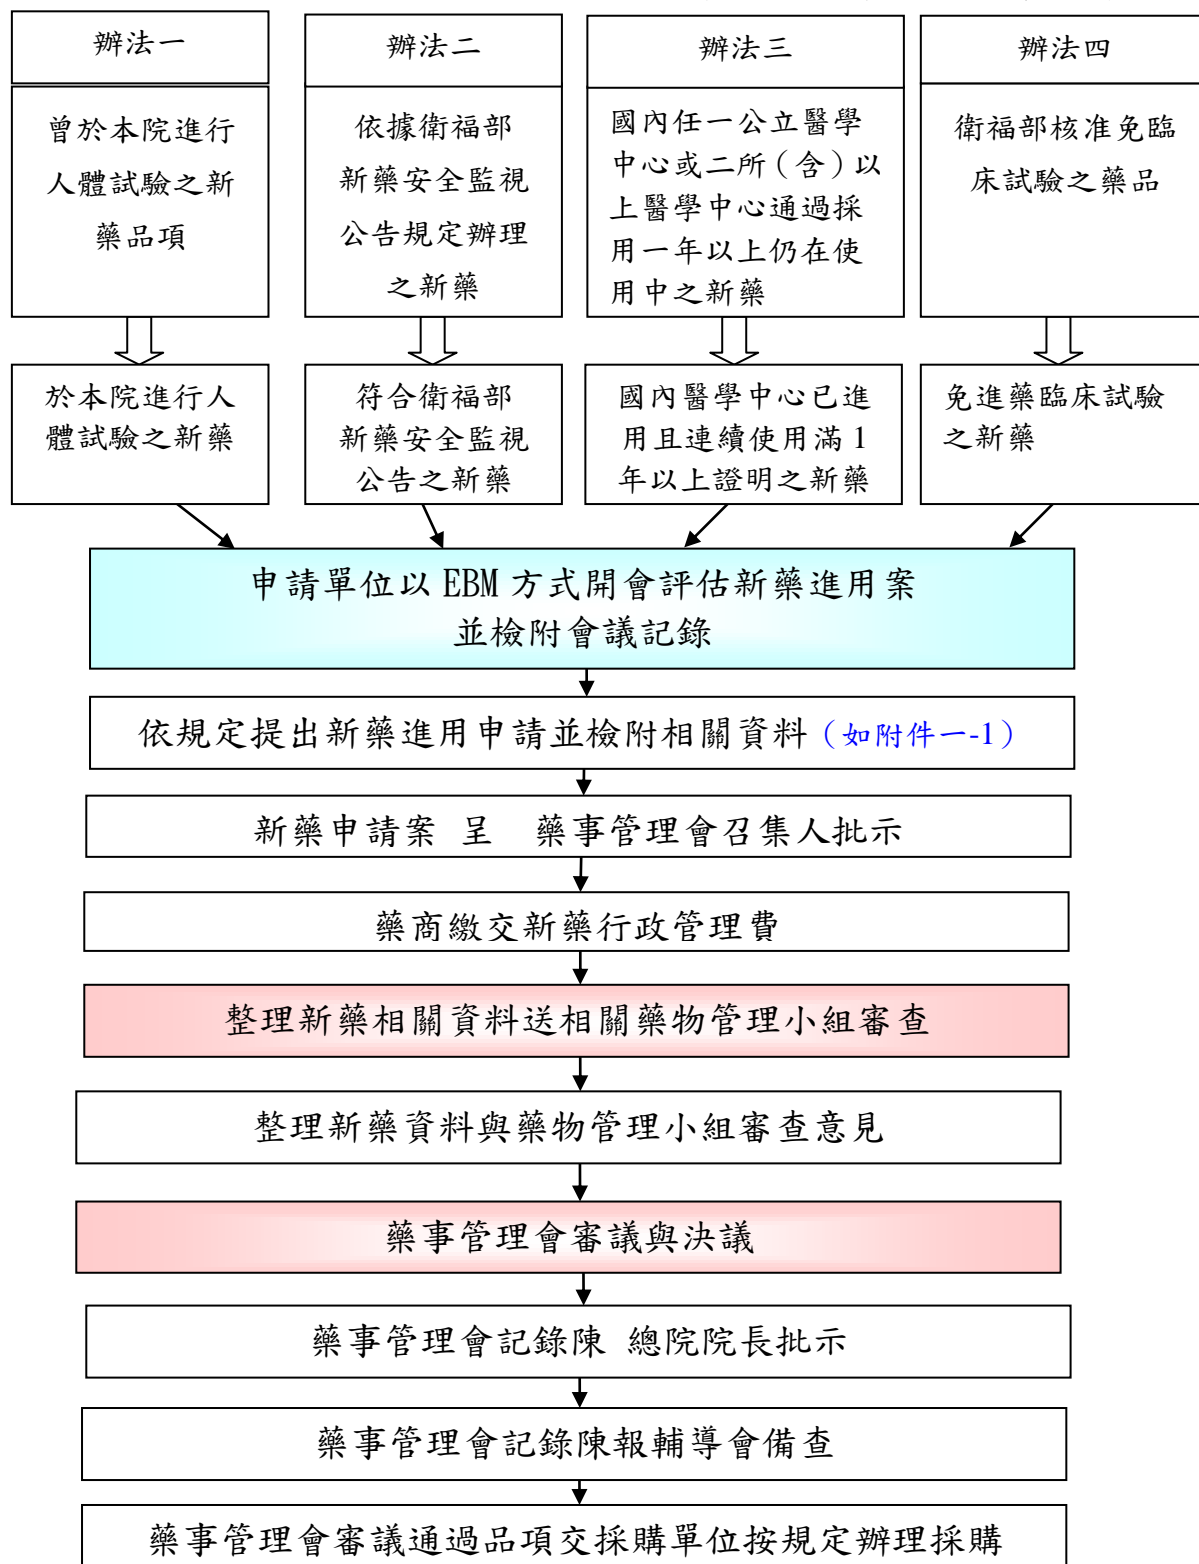 辦法一
曾於本院進行
人體試驗之新
藥品項
於本院進行人
體試驗之新藥
辦法二
依據衛福部
新藥安全監視
公告規定辦理
之新藥
符合衛福部
新藥安全監視
公告之新藥
辦法三
國內任一公立醫學
中心或二所（含）以
上醫學中心通過採
用一年以上仍在使
用中之新藥
國內醫學中心已進
用且連續使用滿 1
年以上證明之新藥
辦法四
衛福部核准免臨
床試驗之藥品
免進藥臨床試驗
之新藥
申請單位以 EBM 方式開會評估新藥進用案
並檢附會議記錄
依規定提出新藥進用申請並檢附相關資料（如附件一-1）
新藥申請案 呈 藥事管理會召集人批示
藥商繳交新藥行政管理費
整理新藥相關資料送相關藥物管理小組審查
整理新藥資料與藥物管理小組審查意見
藥事管理會審議與決議
藥事管理會記錄陳 總院院長批示
藥事管理會記錄陳報輔導會備查
藥事管理會審議通過品項交採購單位按規定辦理採購